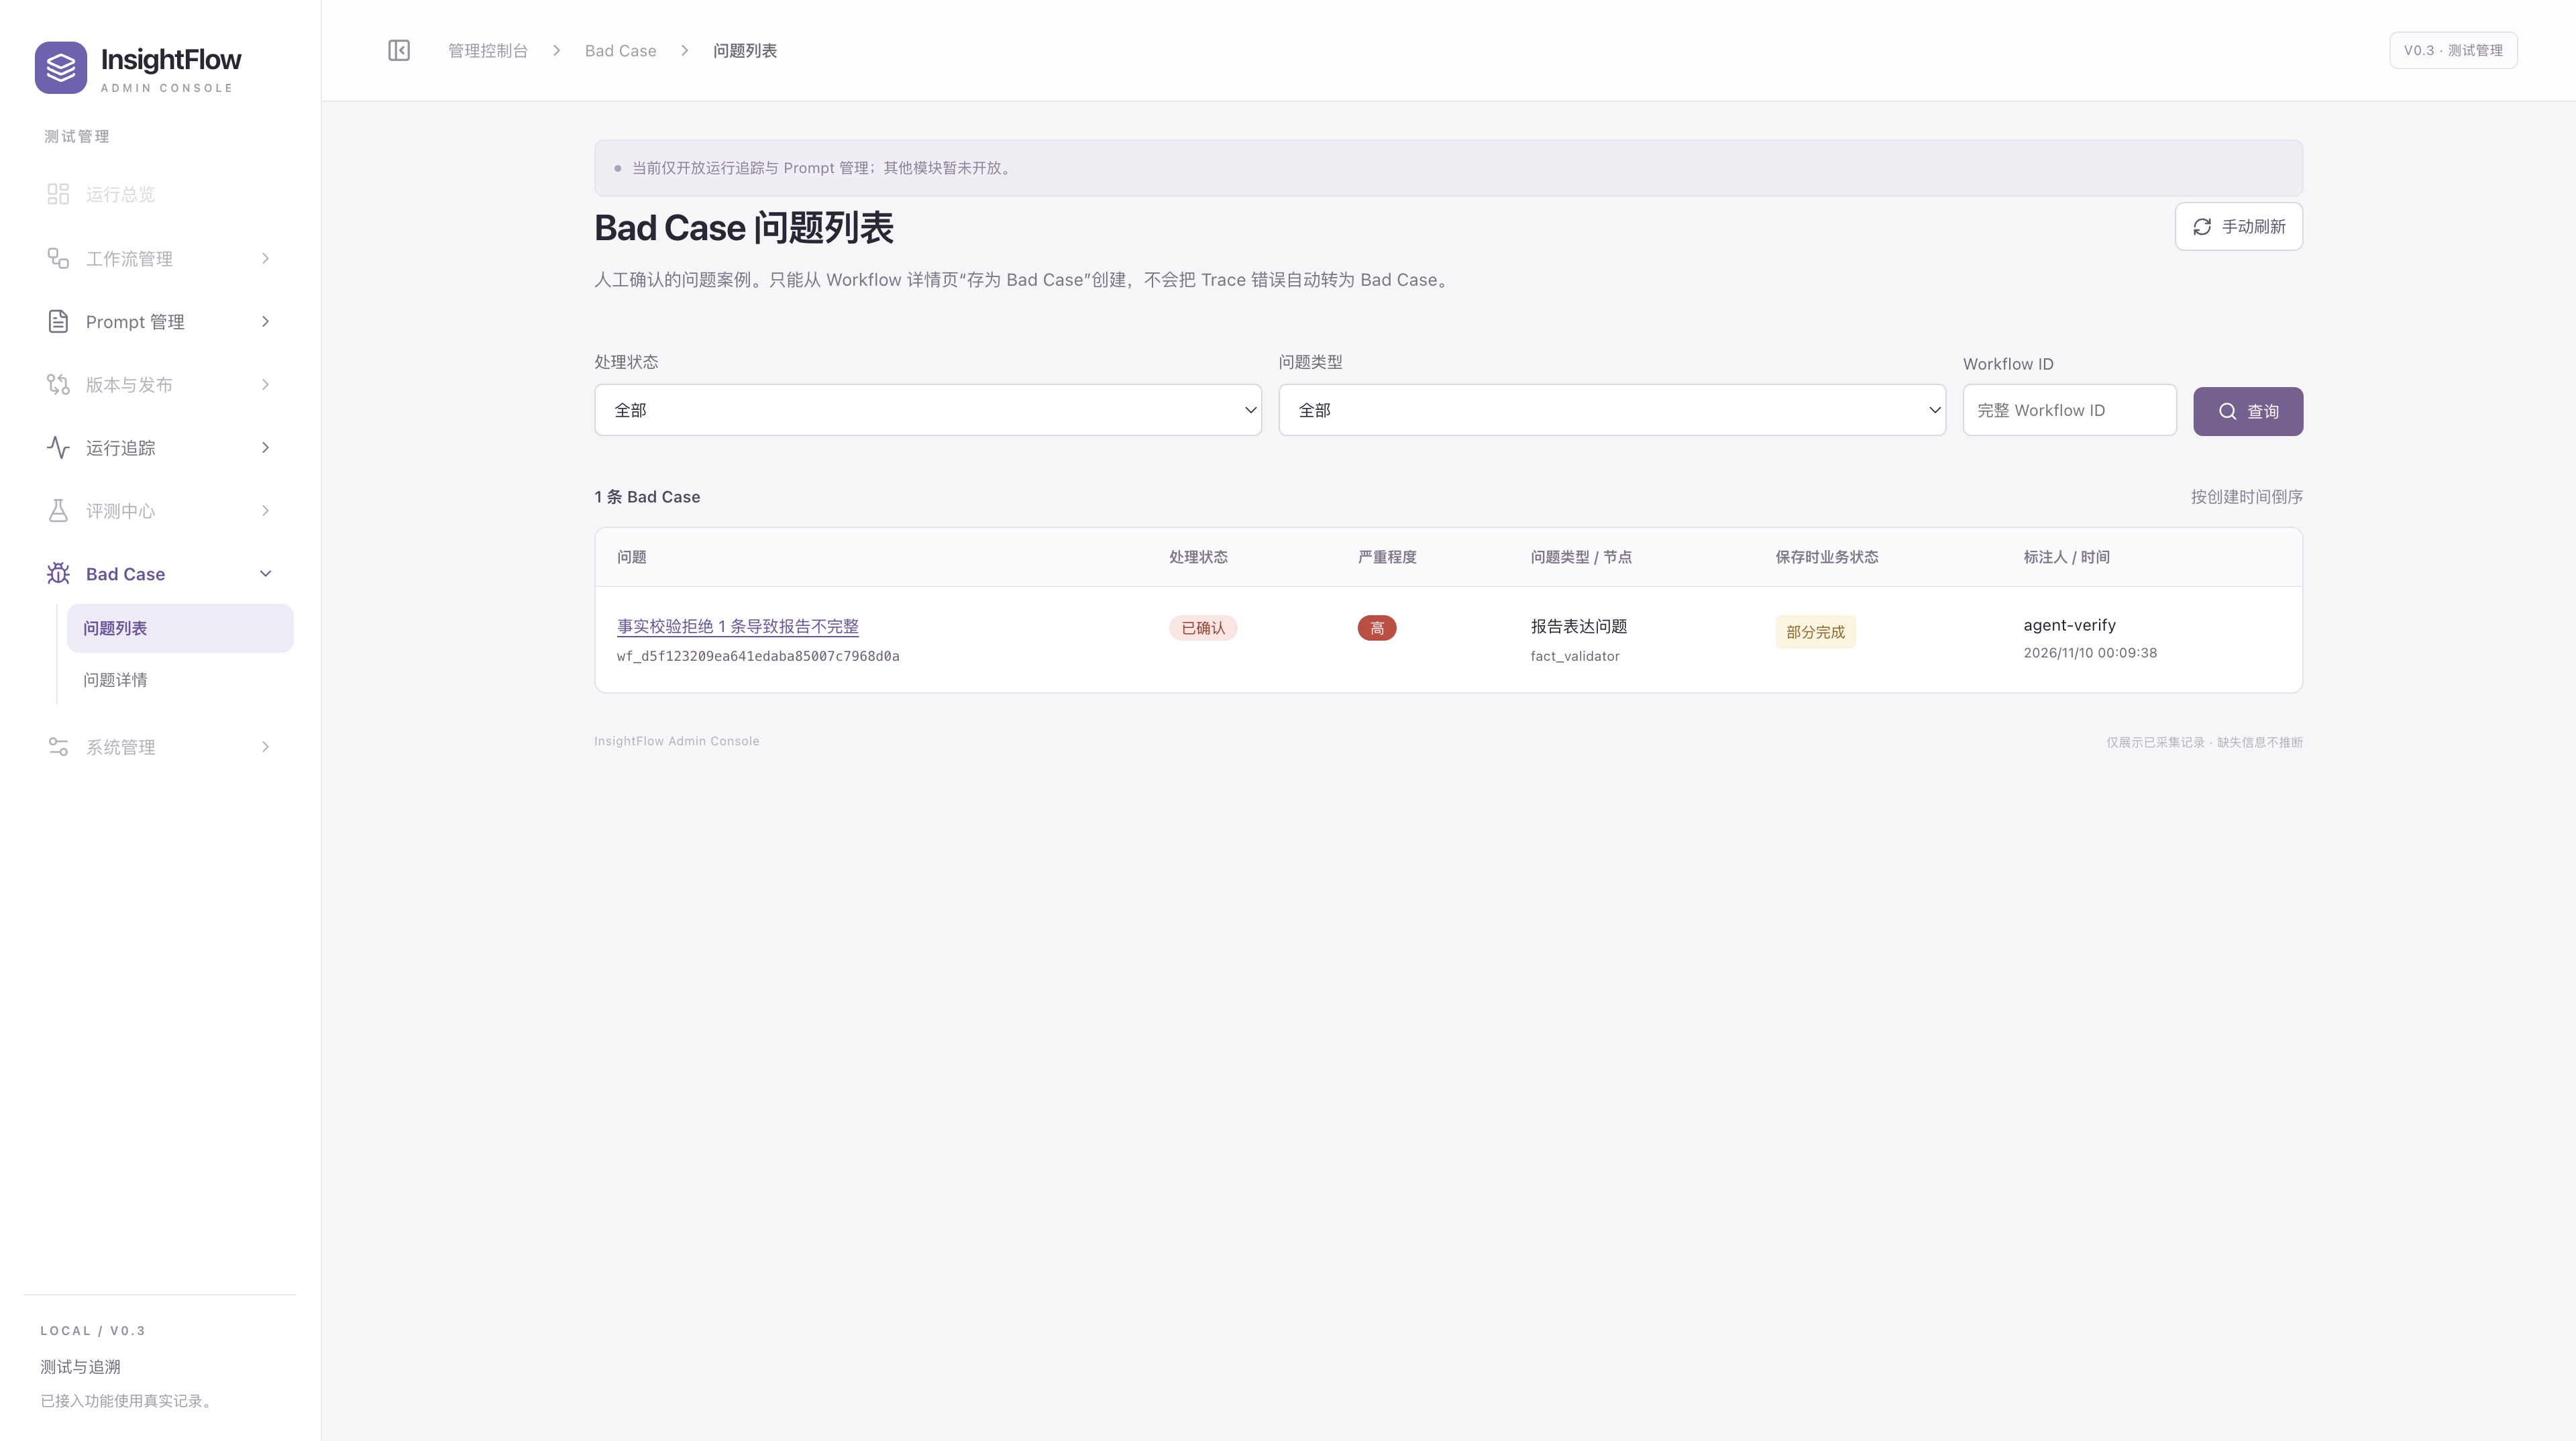 InsightFlow
ADMIN CONSOLE
测试管理
运行总览
工作流管理
Prompt 管理
版本与发布
运行追踪
评测中心
Bad Case
问题列表
问题详情
系统管理
LOCAL / V0.3
测试与追溯
已接入功能使用真实记录。
管理控制台 > Bad Case > 问题列表
V0.3 · 测试管理
当前仅开放运行追踪与 Prompt 管理；其他模块暂未开放。
Bad Case 问题列表
手动刷新
人工确认的问题案例。只能从 Workflow 详情页“存为 Bad Case”创建，不会把 Trace 错误自动转为 Bad Case。
处理状态 问题类型 Workflow ID
全部 全部 完整 Workflow ID 查询
1 条 Bad Case 按创建时间倒序
问题 处理状态 严重程度 问题类型 / 节点 保存时业务状态 标注人 / 时间
事实校验拒绝 1 条导致报告不完整 已确认 高 报告表达问题 部分完成 agent-verify
wf_d5f123209ea641edaba85007c7968d0a fact_validator 2026/11/10 00:09:38
InsightFlow Admin Console 仅展示已采集记录 · 缺失信息不推断